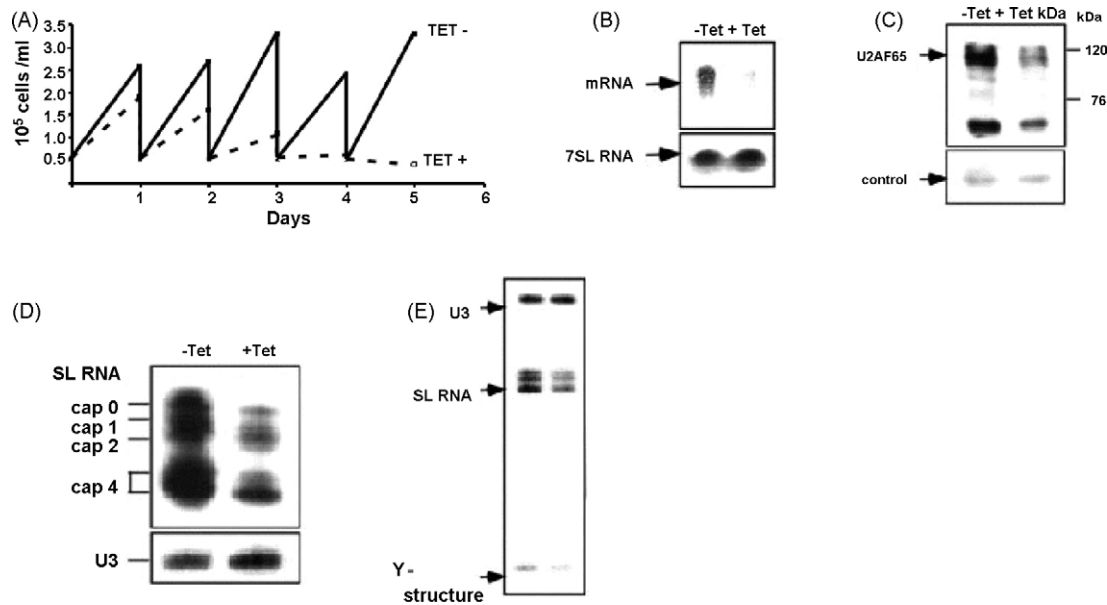 (A)
10⁵ cells /ml
3.5
3.0
2.5
2.0
1.5
1.0
0.5
TET -
TET +
1 2 3 4 5 6
Days
(B)
-Tet + Tet
mRNA
7SL RNA
(C)
-Tet + Tet kDa
kDa
U2AF65
120
76
control
(D)
-Tet +Tet
SL RNA
cap 0
cap 1
cap 2
cap 4
U3
(E)
U3
SL RNA
Y-
structure